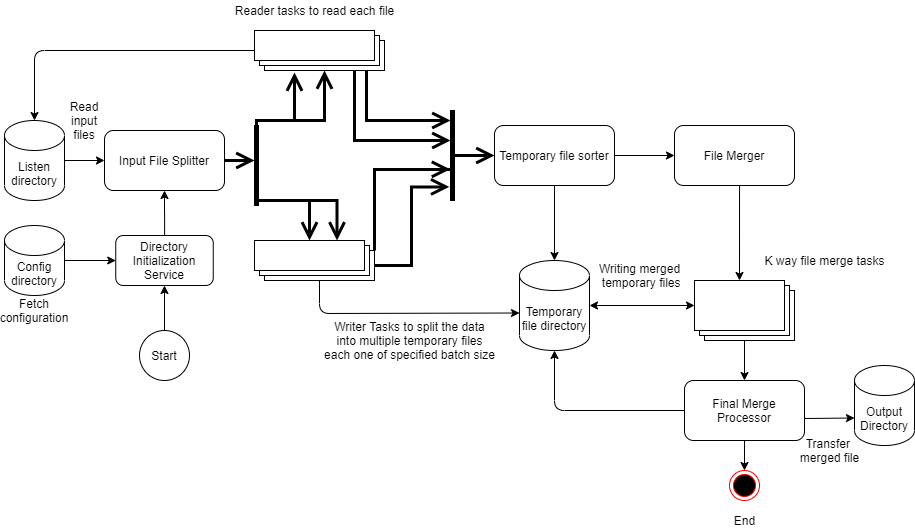 Reader tasks to read each file
Read
input
files
Listen
directory
Input File Splitter
Temporary file sorter
File Merger
Config
directory
Fetch
configuration
Directory
Initialization
Service
Start
Writing merged
temporary files
K way file merge tasks
Temporary
file directory
Writer Tasks to split the data
into multiple temporary files
each one of specified batch size
Final Merge
Processor
Output
Directory
Transfer
merged file
End